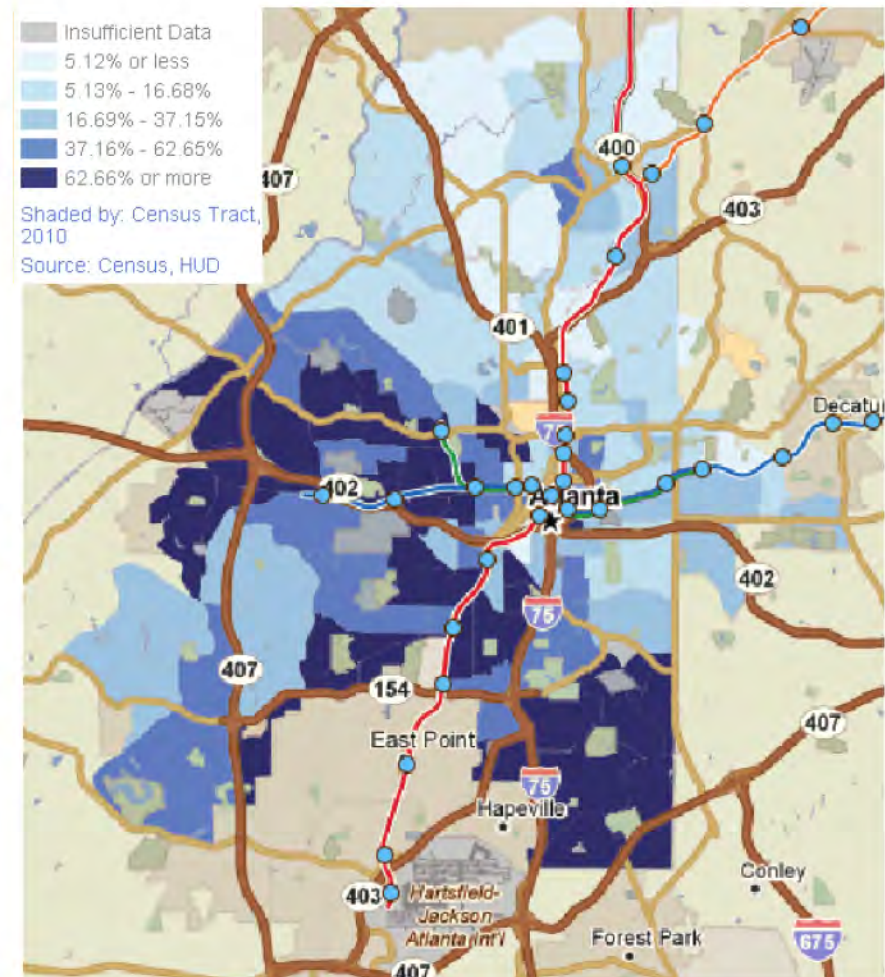 Insufficient Data
5.12% or less
5.13% - 16.68%
16.69% - 37.15%
37.16% - 62.65%
62.66% or more
Shaded by: Census Tract,
2010
Source: Census, HUD
400
407
403
401
Decatur
75
402
Atlanta
402
75
407
154
407
East Point
75
Hapeville
Conley
403
Hartsfield-
Jackson
Atlanta Int'l
Forest Park
675
407